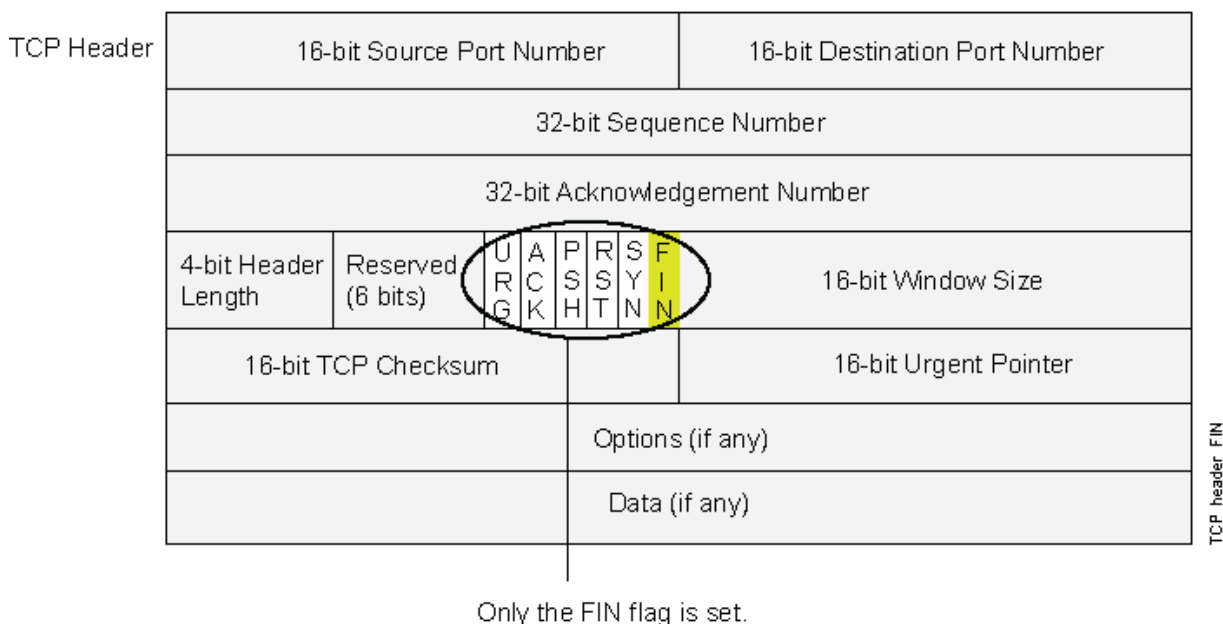 TCP Header
16-bit Source Port Number
16-bit Destination Port Number
32-bit Sequence Number
32-bit Acknowledgement Number
4-bit Header
Length
Reserved
(6 bits)
URG
ACK
PSH
RST
SYN
FIN
16-bit Window Size
16-bit TCP Checksum
16-bit Urgent Pointer
Options (if any)
Data (if any)
TCP header FIN
Only the FIN flag is set.